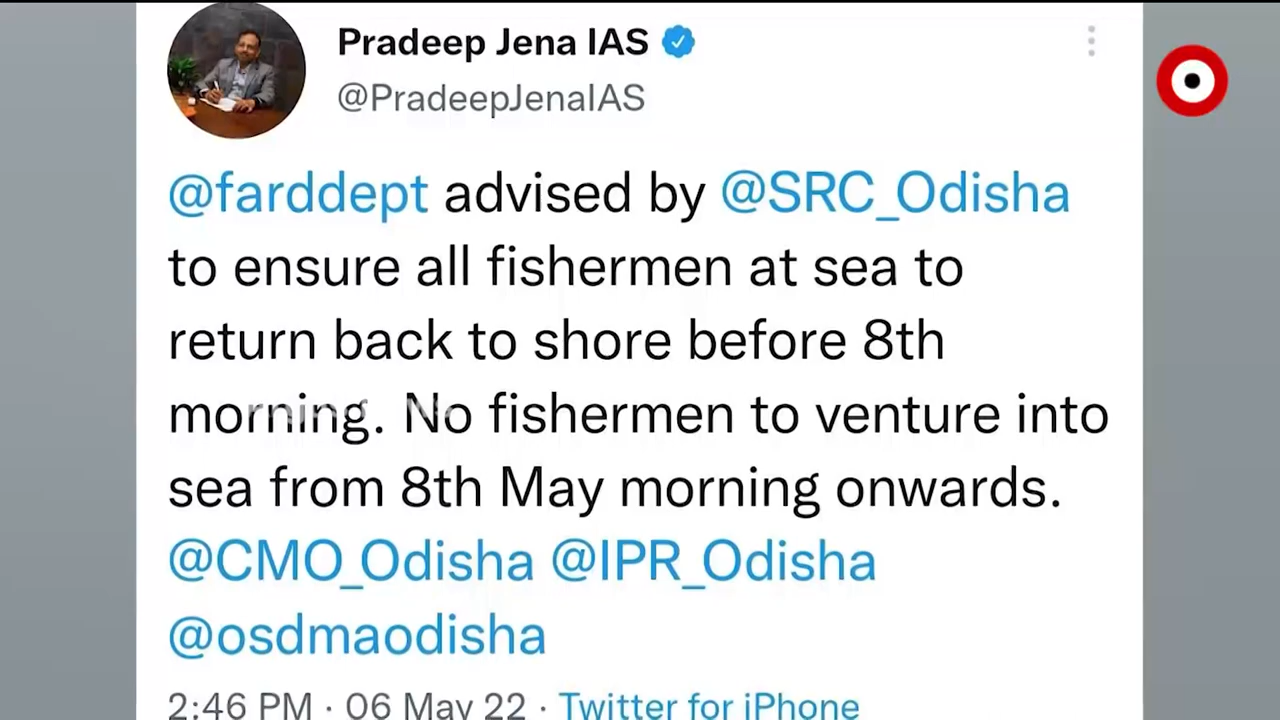 Pradeep Jena IAS
@PradeepJenaIAS
@farddept advised by @SRC_Odisha
to ensure all fishermen at sea to
return back to shore before 8th
morning. No fishermen to venture into
sea from 8th May morning onwards.
@CMO_Odisha @IPR_Odisha
@osdmaodisha
2:46 PM · 06 May 22 · Twitter for iPhone